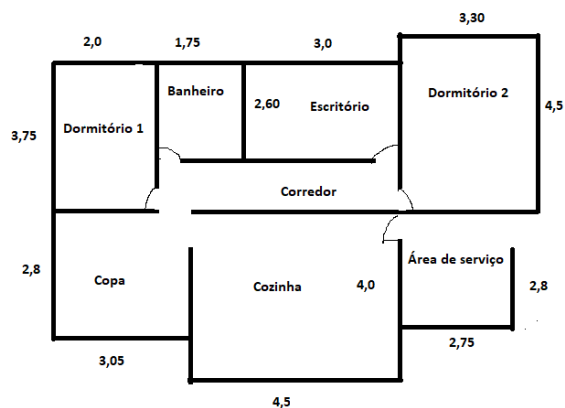 3,30
2,0 1,75 3,0
Banheiro
Dormitório 2
2,60 Escritório
4,5
3,75
Dormitório 1
Corredor
Área de serviço
2,8
Copa
Cozinha
4,0
2,8
2,75
3,05
4,5